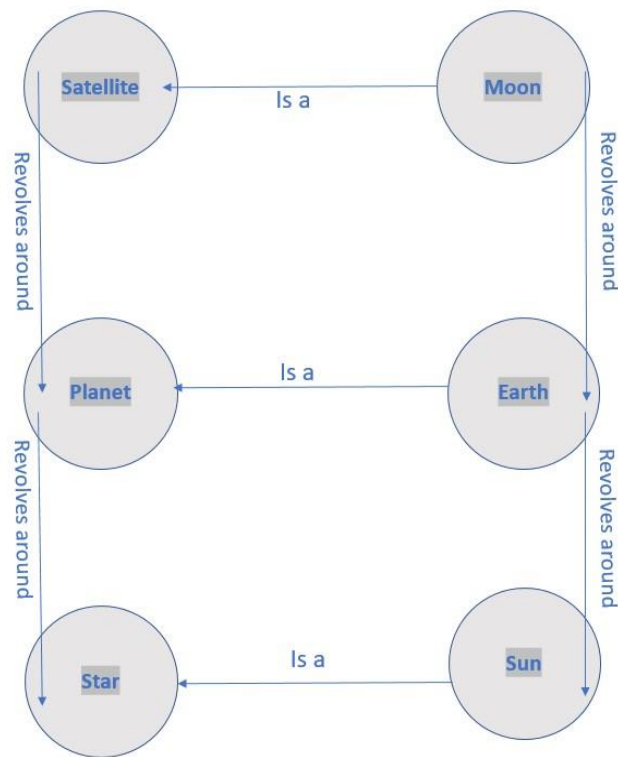 Satellite
Is a
Moon
Revolves around
Revolves around
Planet
Is a
Earth
Revolves around
Revolves around
Star
Is a
Sun